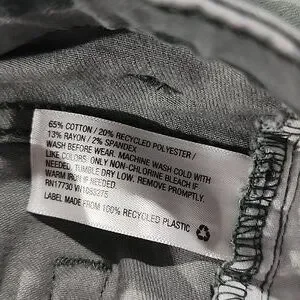 65% COTTON / 20% RECYCLED POLYESTER /
13% RAYON / 2% SPANDEX
WASH BEFORE WEAR. MACHINE WASH COLD WITH
LIKE COLORS. ONLY NON-CHLORINE BLEACH IF
NEEDED. TUMBLE DRY LOW. REMOVE PROMPTLY.
WARM IRON IF NEEDED.
RN17730 VN1053275
LABEL MADE FROM 100% RECYCLED PLASTIC